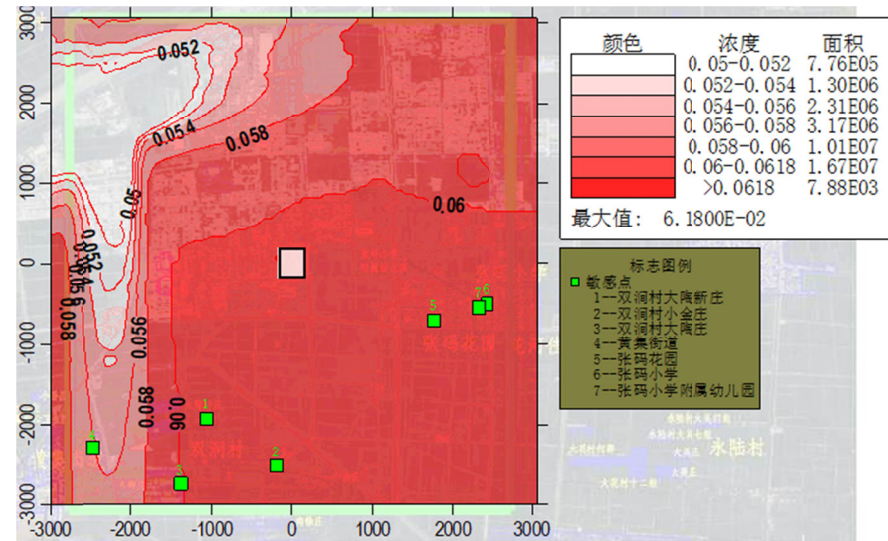 颜色 浓度 面积
0.05-0.052 7.76E05
0.052-0.054 1.30E06
0.054-0.056 2.31E06
0.056-0.058 3.17E06
0.058-0.06 1.01E07
0.06-0.0618 1.67E07
>0.0618 7.88E03
最大值: 6.1800E-02
标志图例
敏感点
1--双涧村大陶新庄
2--双涧村小金庄
3--双涧村大陶庄
4--黄集街道
5--张码花园
6--张码小学
7--张码小学附属幼儿园
3000
2000
1000
0
-1000
-2000
-3000
-3000 -2000 -1000 0 1000 2000 3000
0.052
0.054
0.058
0.05
0.06
0.052
0.058
0.056
0.058
0.06
5
7
6
1
2
3
双涧村
永陆村